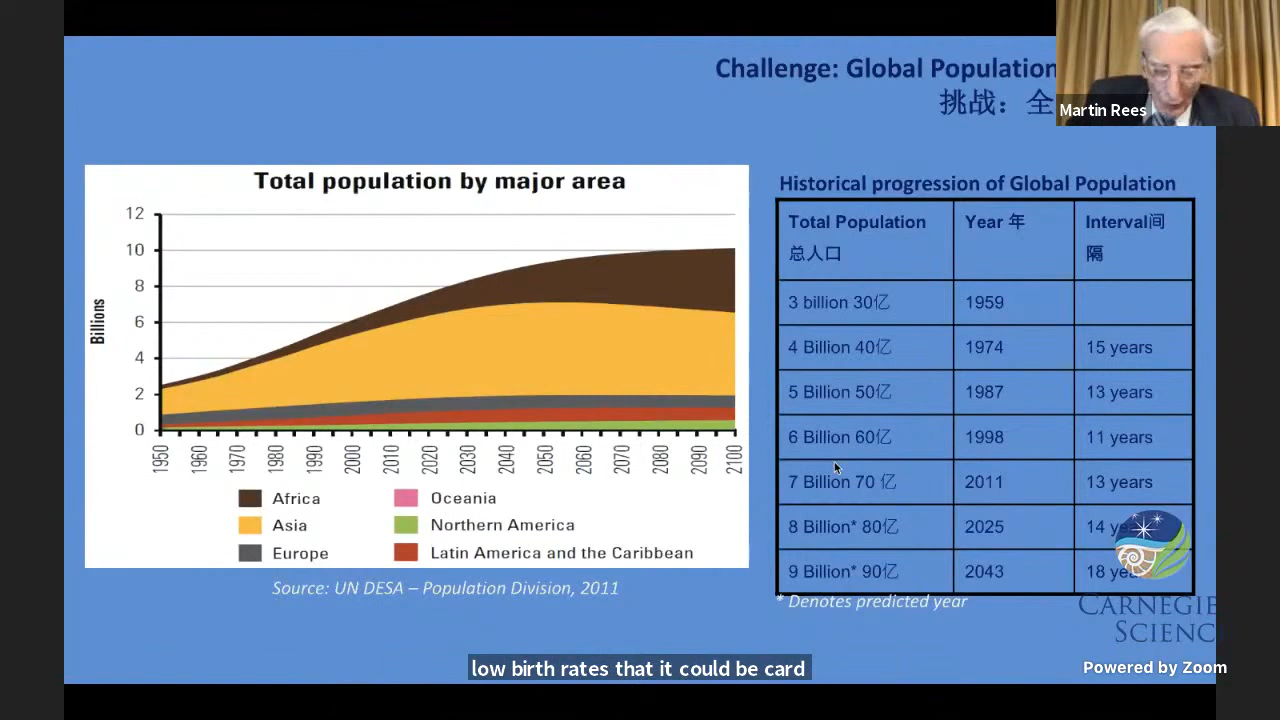 Challenge: Global Population
挑战：全
Martin Rees
Total population by major area
Billions
12
10
8
6
4
2
0
1950 1960 1970 1980 1990 2000 2010 2020 2030 2040 2050 2060 2070 2080 2090 2100
Africa
Asia
Europe
Oceania
Northern America
Latin America and the Caribbean
Source: UN DESA – Population Division, 2011
Historical progression of Global Population
Total Population Year 年 Interval间
总人口 隔
3 billion 30亿 1959
4 Billion 40亿 1974 15 years
5 Billion 50亿 1987 13 years
6 Billion 60亿 1998 11 years
7 Billion 70 亿 2011 13 years
8 Billion* 80亿 2025 14
9 Billion* 90亿 2043 18
* Denotes predicted year
CARNEGIE
SCIENC
low birth rates that it could be card
Powered by Zoom